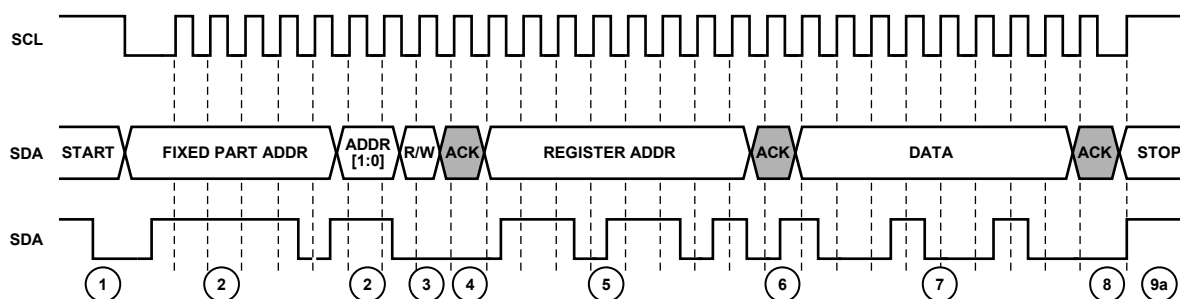 SCL
SDA START FIXED PART ADDR ADDR [1:0] R/W ACK REGISTER ADDR ACK DATA ACK STOP
SDA
1 2 2 3 4 5 6 7 8 9a